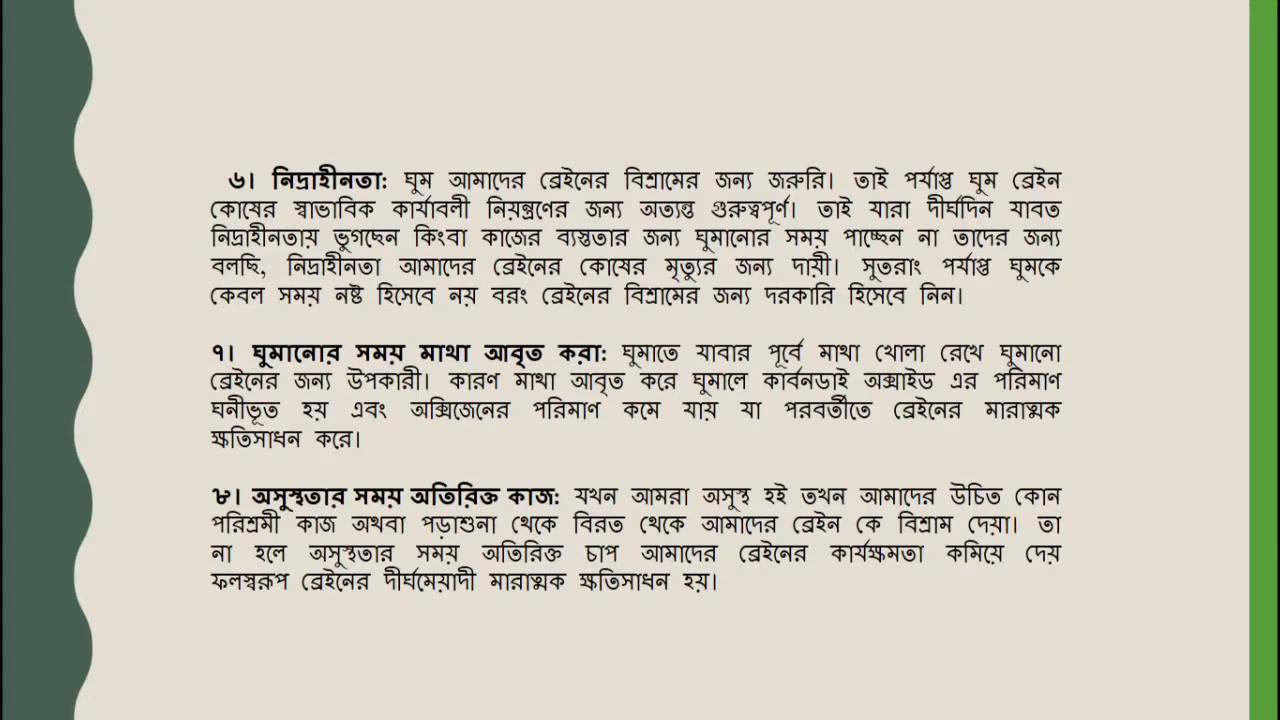 ৬। নিদ্রাহীনতা: ঘুম আমাদের ব্রেইনের বিশ্রামের জন্য জরুরি। তাই পর্যাপ্ত ঘুম ব্রেইন
কোষের স্বাভাবিক কার্যাবলী নিয়ন্ত্রণের জন্য অত্যন্ত গুরুত্বপূর্ণ। তাই যারা দীর্ঘদিন যাবত
নিদ্রাহীনতায় ভুগছেন কিংবা কাজের ব্যস্ততার জন্য ঘুমানোর সময় পাচ্ছেন না তাদের জন্য
বলছি, নিদ্রাহীনতা আমাদের ব্রেইনের কোষের মৃত্যুর জন্য দায়ী। সুতরাং পর্যাপ্ত ঘুমকে
কেবল সময় নষ্ট হিসেবে নয় বরং ব্রেইনের বিশ্রামের জন্য দরকারি হিসেবে নিন।
৭। ঘুমানোর সময় মাথা আবৃত করা: ঘুমাতে যাবার পূর্বে মাথা খোলা রেখে ঘুমানো
ব্রেইনের জন্য উপকারী। কারণ মাথা আবৃত করে ঘুমালে কার্বনডাই অক্সাইড এর পরিমাণ
ঘনীভূত হয় এবং অক্সিজেনের পরিমাণ কমে যায় যা পরবর্তীতে ব্রেইনের মারাত্মক
ক্ষতিসাধন করে।
৮। অসুস্থতার সময় অতিরিক্ত কাজ: যখন আমরা অসুস্থ হই তখন আমাদের উচিত কোন
পরিশ্রমী কাজ অথবা পড়াশুনা থেকে বিরত থেকে আমাদের ব্রেইন কে বিশ্রাম দেয়া। তা
না হলে অসুস্থতার সময় অতিরিক্ত চাপ আমাদের ব্রেইনের কার্যক্ষমতা কমিয়ে দেয়
ফলস্বরূপ ব্রেইনের দীর্ঘমেয়াদী মারাত্মক ক্ষতিসাধন হয়।